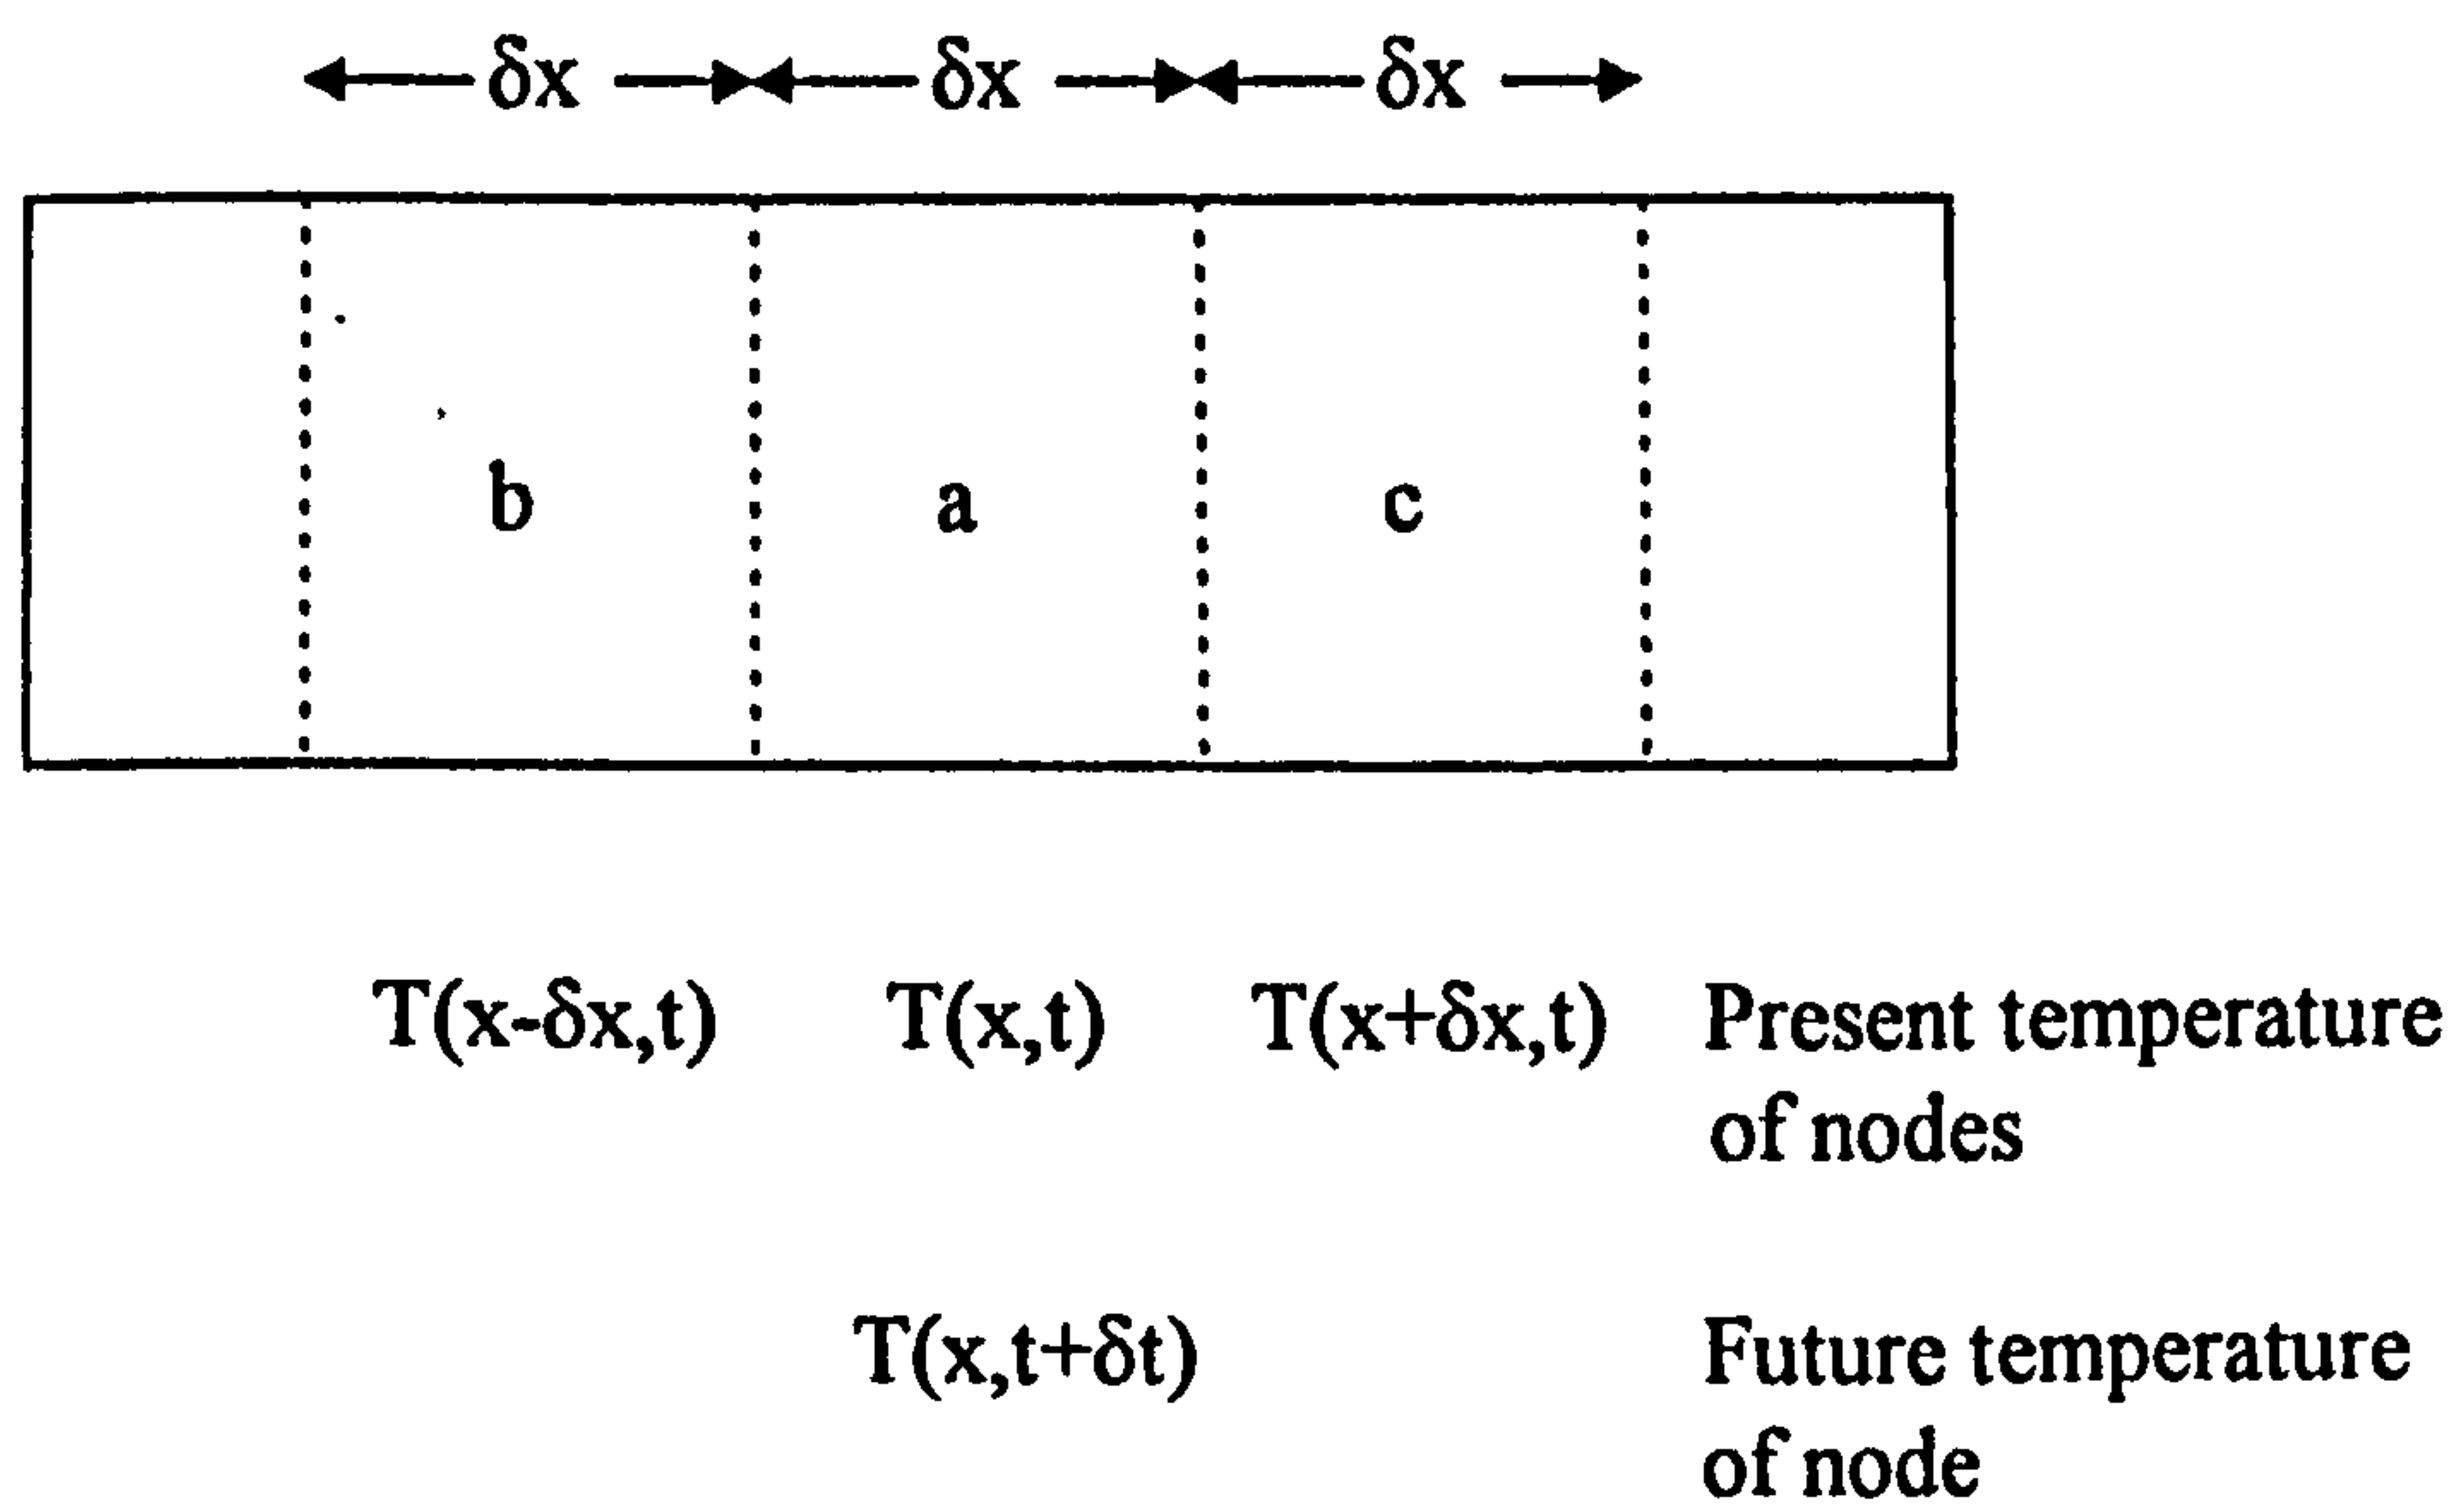 δx δx δx
b a c
T(x-δx,t) T(x,t) T(x+δx,t) Present temperature
of nodes
T(x,t+δt) Future temperature
of node